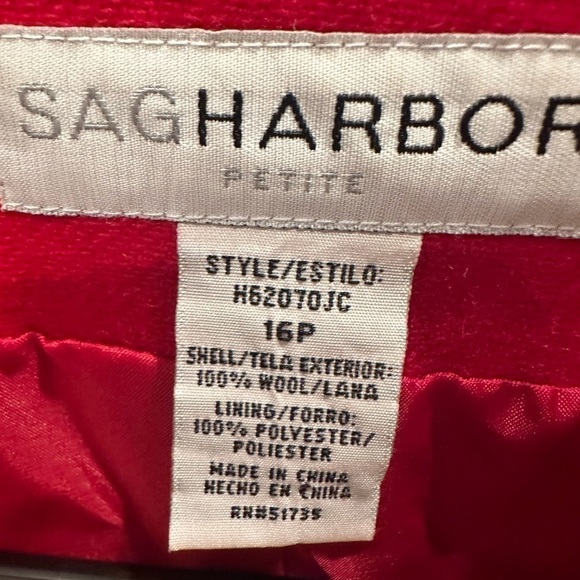 SAGHARBOR
PETITE
STYLE/ESTILO:
H62070JC
16P
SHELL/TELA EXTERIOR:
100% WOOL/LANA
LINING/FORRO:
100% POLYESTER/
POLIESTER
MADE IN CHINA
HECHO EN CHINA
RN#51735